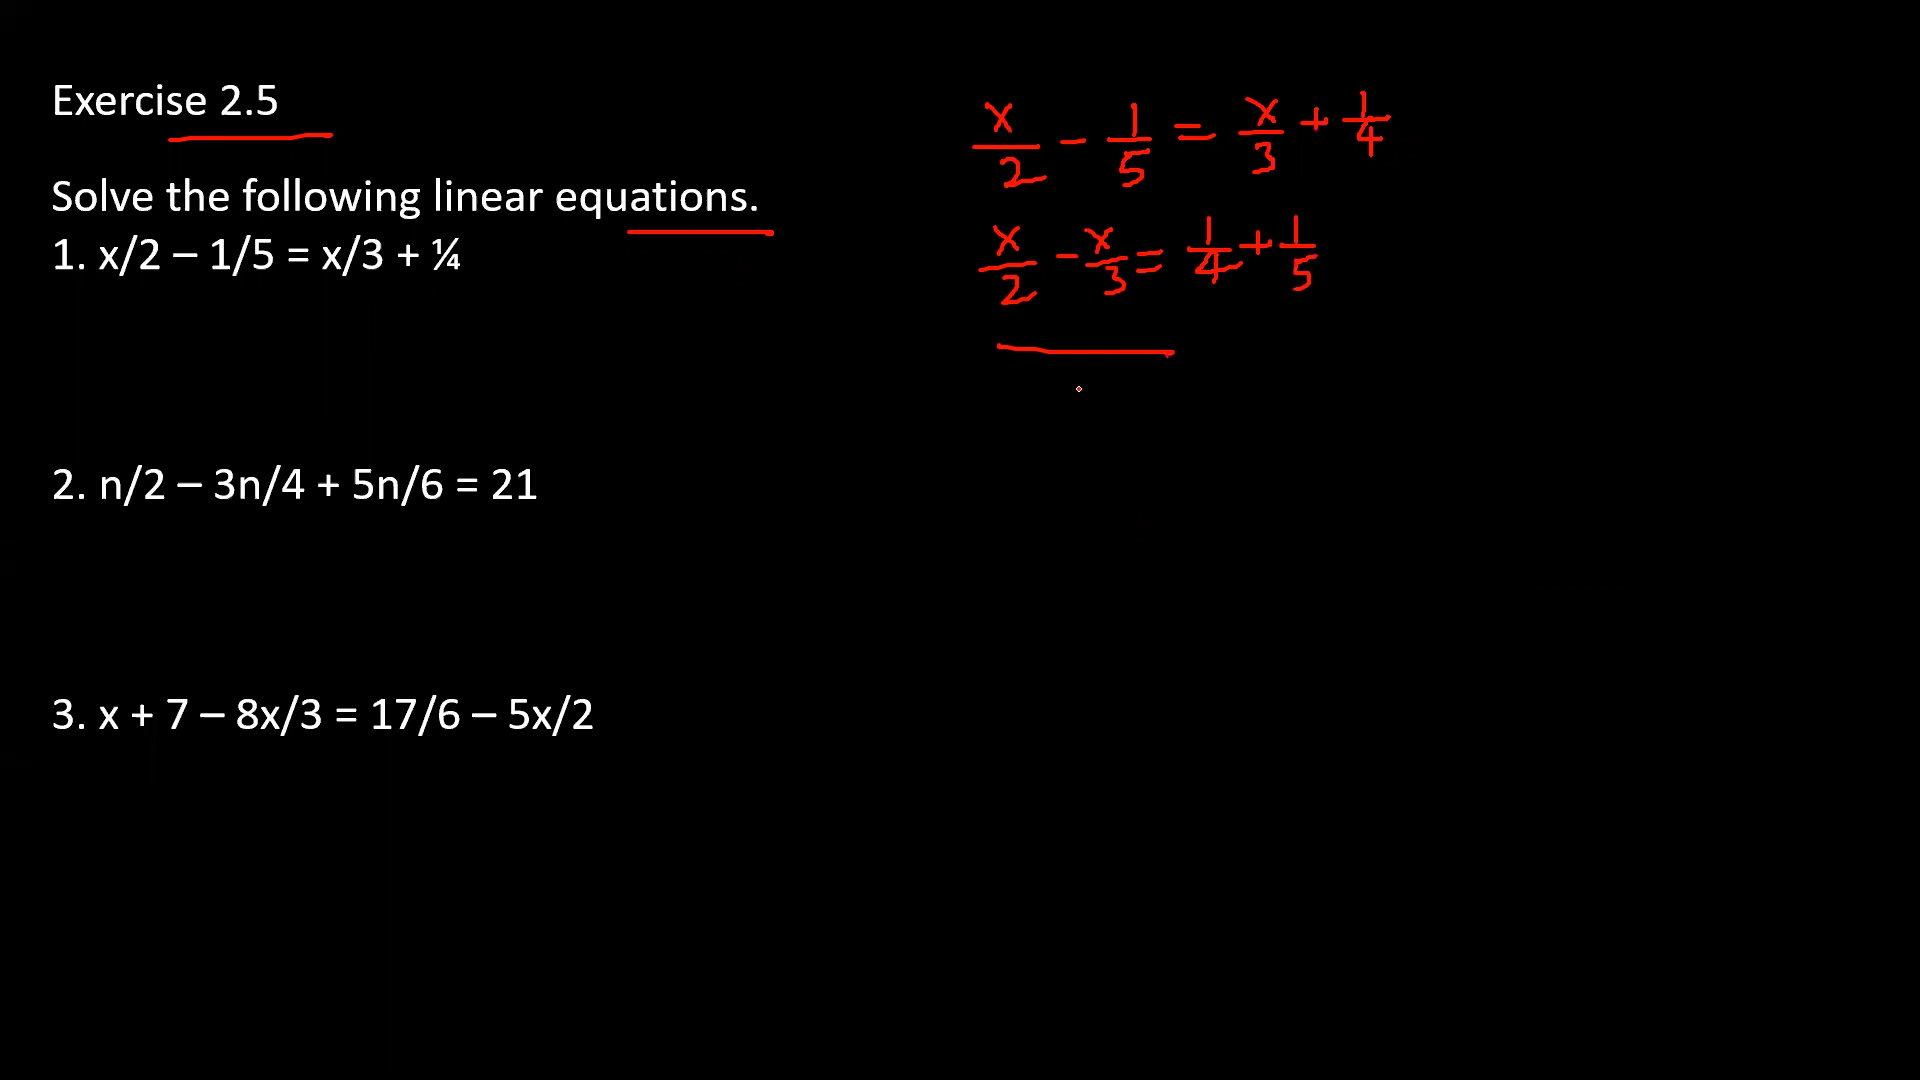 Exercise 2.5
Solve the following linear equations.
1. x/2 – 1/5 = x/3 + ¼
2. n/2 – 3n/4 + 5n/6 = 21
3. x + 7 – 8x/3 = 17/6 – 5x/2
x/2 - 1/5 = x/3 + 1/4
x/2 - x/3 = 1/4 + 1/5